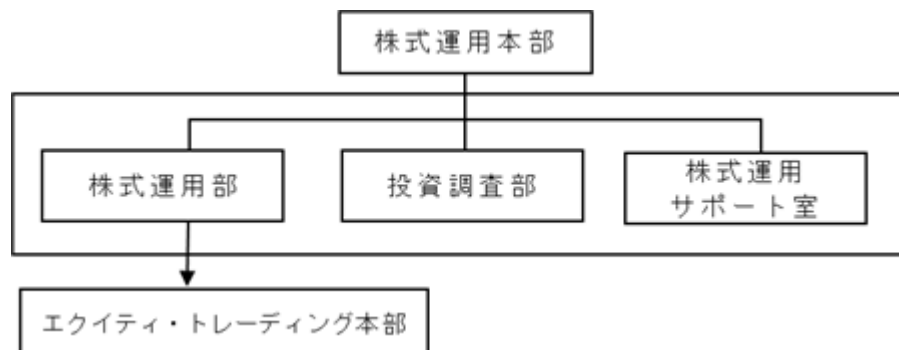 株式運用本部
株式運用部
投資調査部
株式運用
サポート室
エクイティ・トレーディング本部